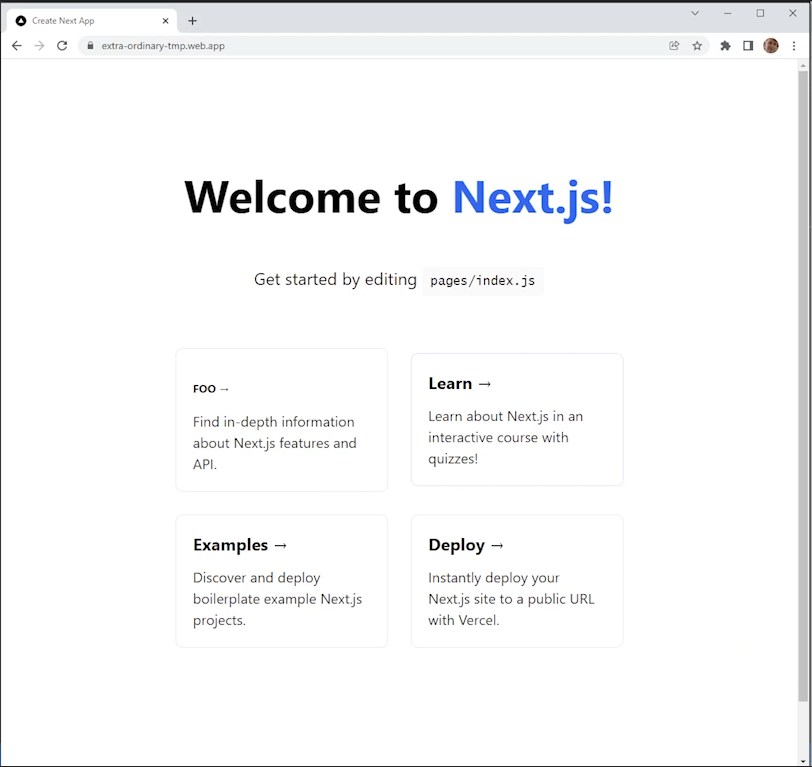 Create Next App
extra-ordinary-tmp.web.app
Welcome to Next.js!
Get started by editing pages/index.js
FOO →
Find in-depth information
about Next.js features and
API.
Learn →
Learn about Next.js in an
interactive course with
quizzes!
Examples →
Discover and deploy
boilerplate example Next.js
projects.
Deploy →
Instantly deploy your
Next.js site to a public URL
with Vercel.